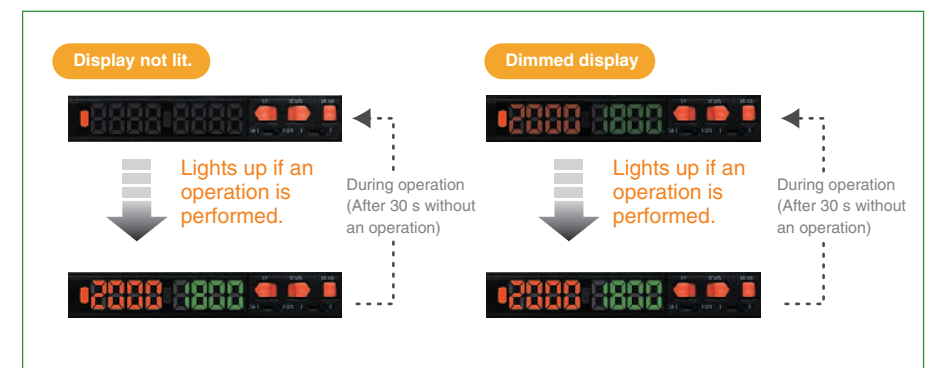 Display not lit.
Lights up if an
operation is
performed.
During operation
(After 30 s without
an operation)
2000 1800
Dimmed display
2000 1800
Lights up if an
operation is
performed.
During operation
(After 30 s without
an operation)
2000 1800